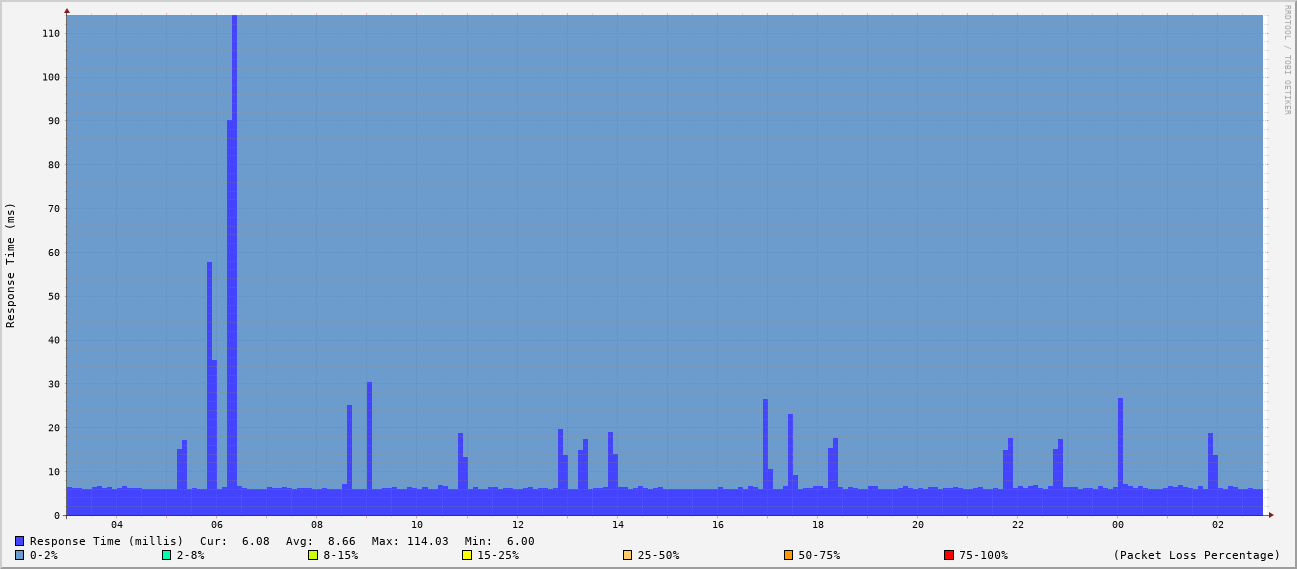 RRDTOOL / TOBI OETIKER
Response Time (ms)
110
100
90
80
70
60
50
40
30
20
10
0
04 06 08 10 12 14 16 18 20 22 00 02
Response Time (millis) Cur: 6.08 Avg: 8.66 Max: 114.03 Min: 6.00
0-2% 2-8% 8-15% 15-25% 25-50% 50-75% 75-100% (Packet Loss Percentage)